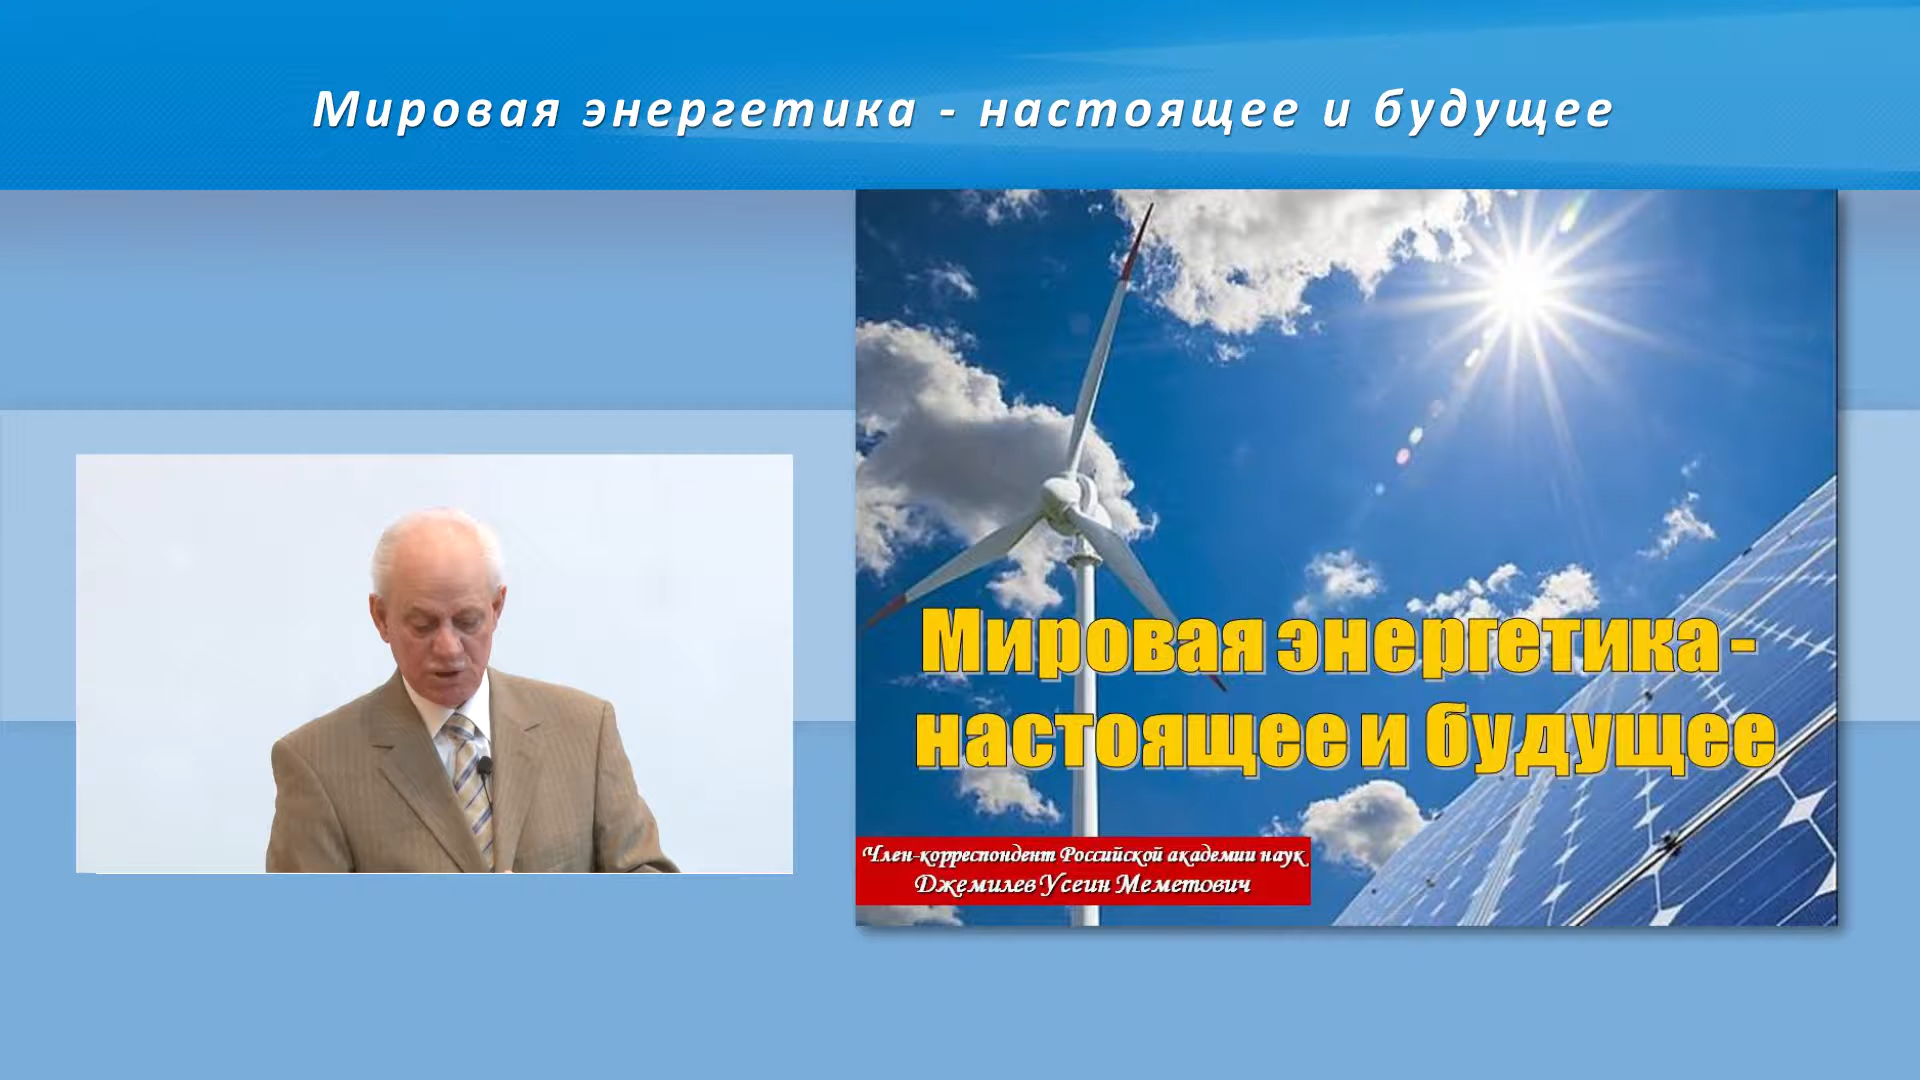 Мировая энергетика - настоящее и будущее
Мировая энергетика -
настоящее и будущее
Член-корреспондент Российской академии наук
Джемилев Усеин Меметович